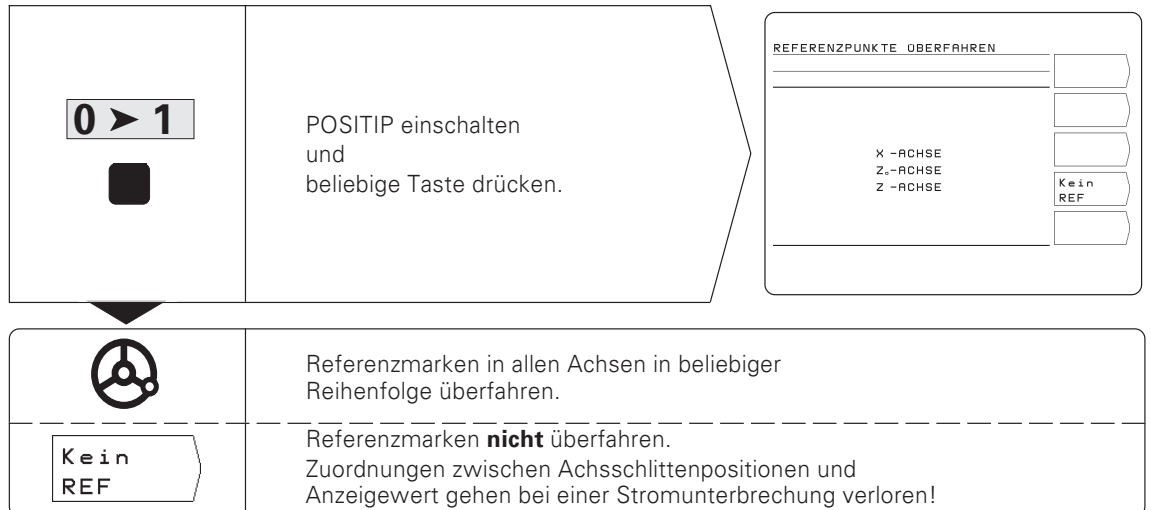 0 ➤ 1
POSITIP einschalten
und
beliebige Taste drücken.
REFERENZPUNKTE ÜBERFAHREN
X -ACHSE
Z₀-ACHSE
Z -ACHSE
Kein
REF
Referenzmarken in allen Achsen in beliebiger
Reihenfolge überfahren.
Kein
REF
Referenzmarken nicht überfahren.
Zuordnungen zwischen Achsschlittenpositionen und
Anzeigewert gehen bei einer Stromunterbrechung verloren!